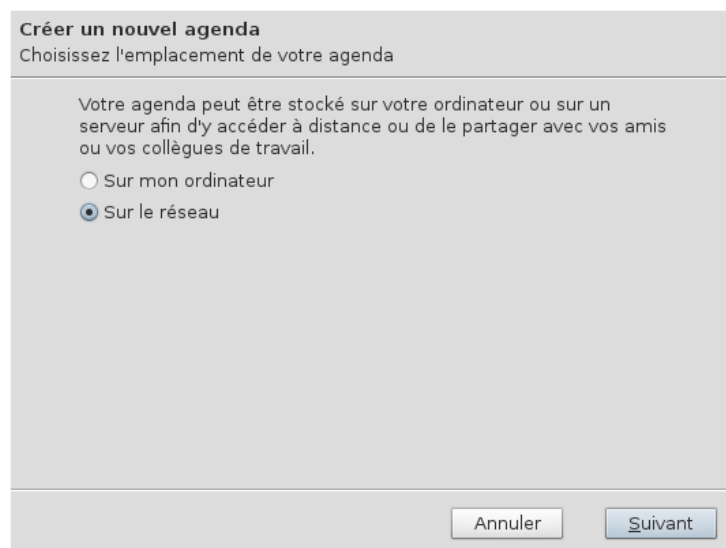 Créer un nouvel agenda
Choisissez l'emplacement de votre agenda
Votre agenda peut être stocké sur votre ordinateur ou sur un
serveur afin d'y accéder à distance ou de le partager avec vos amis
ou vos collègues de travail.
Sur mon ordinateur
Sur le réseau
Annuler
Suivant